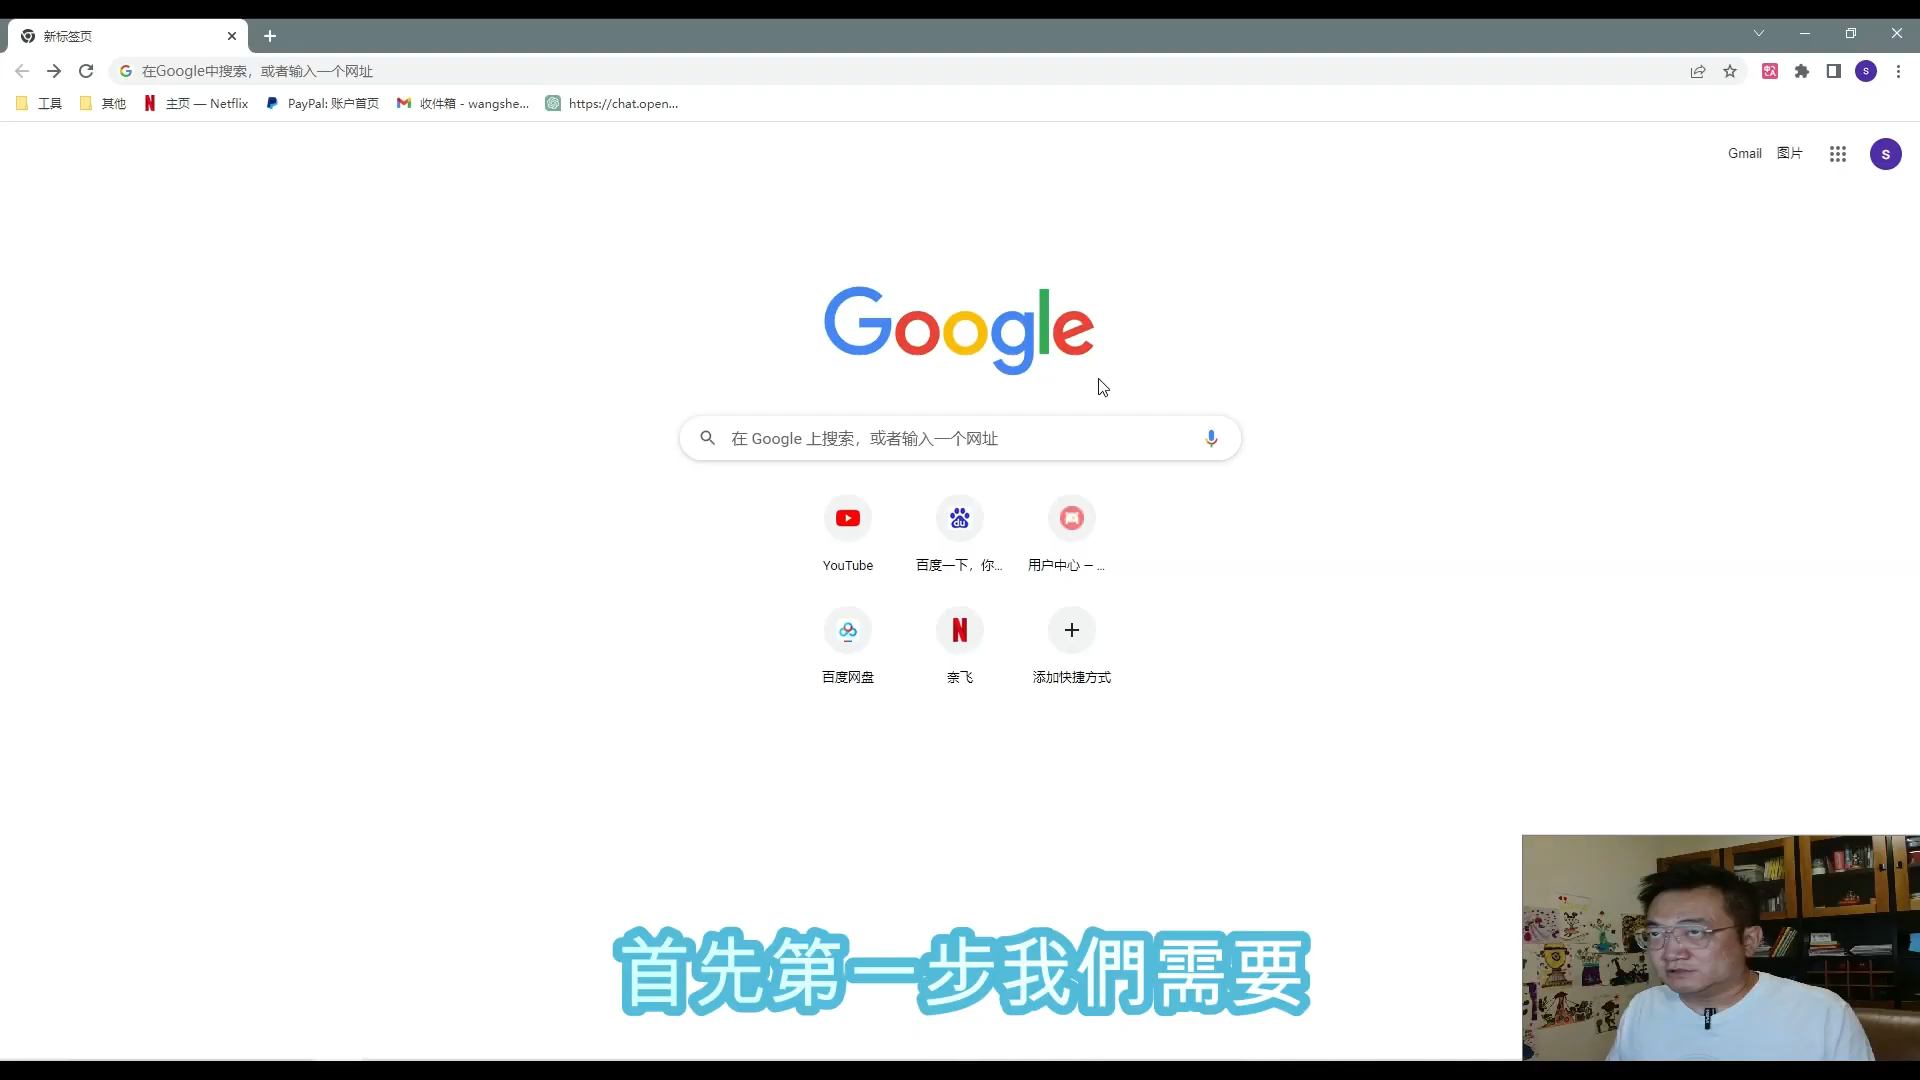 新标签页
在Google中搜索，或者输入一个网址
工具 其他 主页 — Netflix PayPal: 账户首页 收件箱 - wangshe... https://chat.open...
Gmail 图片
S
Google
在 Google 上搜索，或者输入一个网址
YouTube 百度一下，你... 用户中心 – ...
百度网盘 奈飞 添加快捷方式
首先第一步我們需要